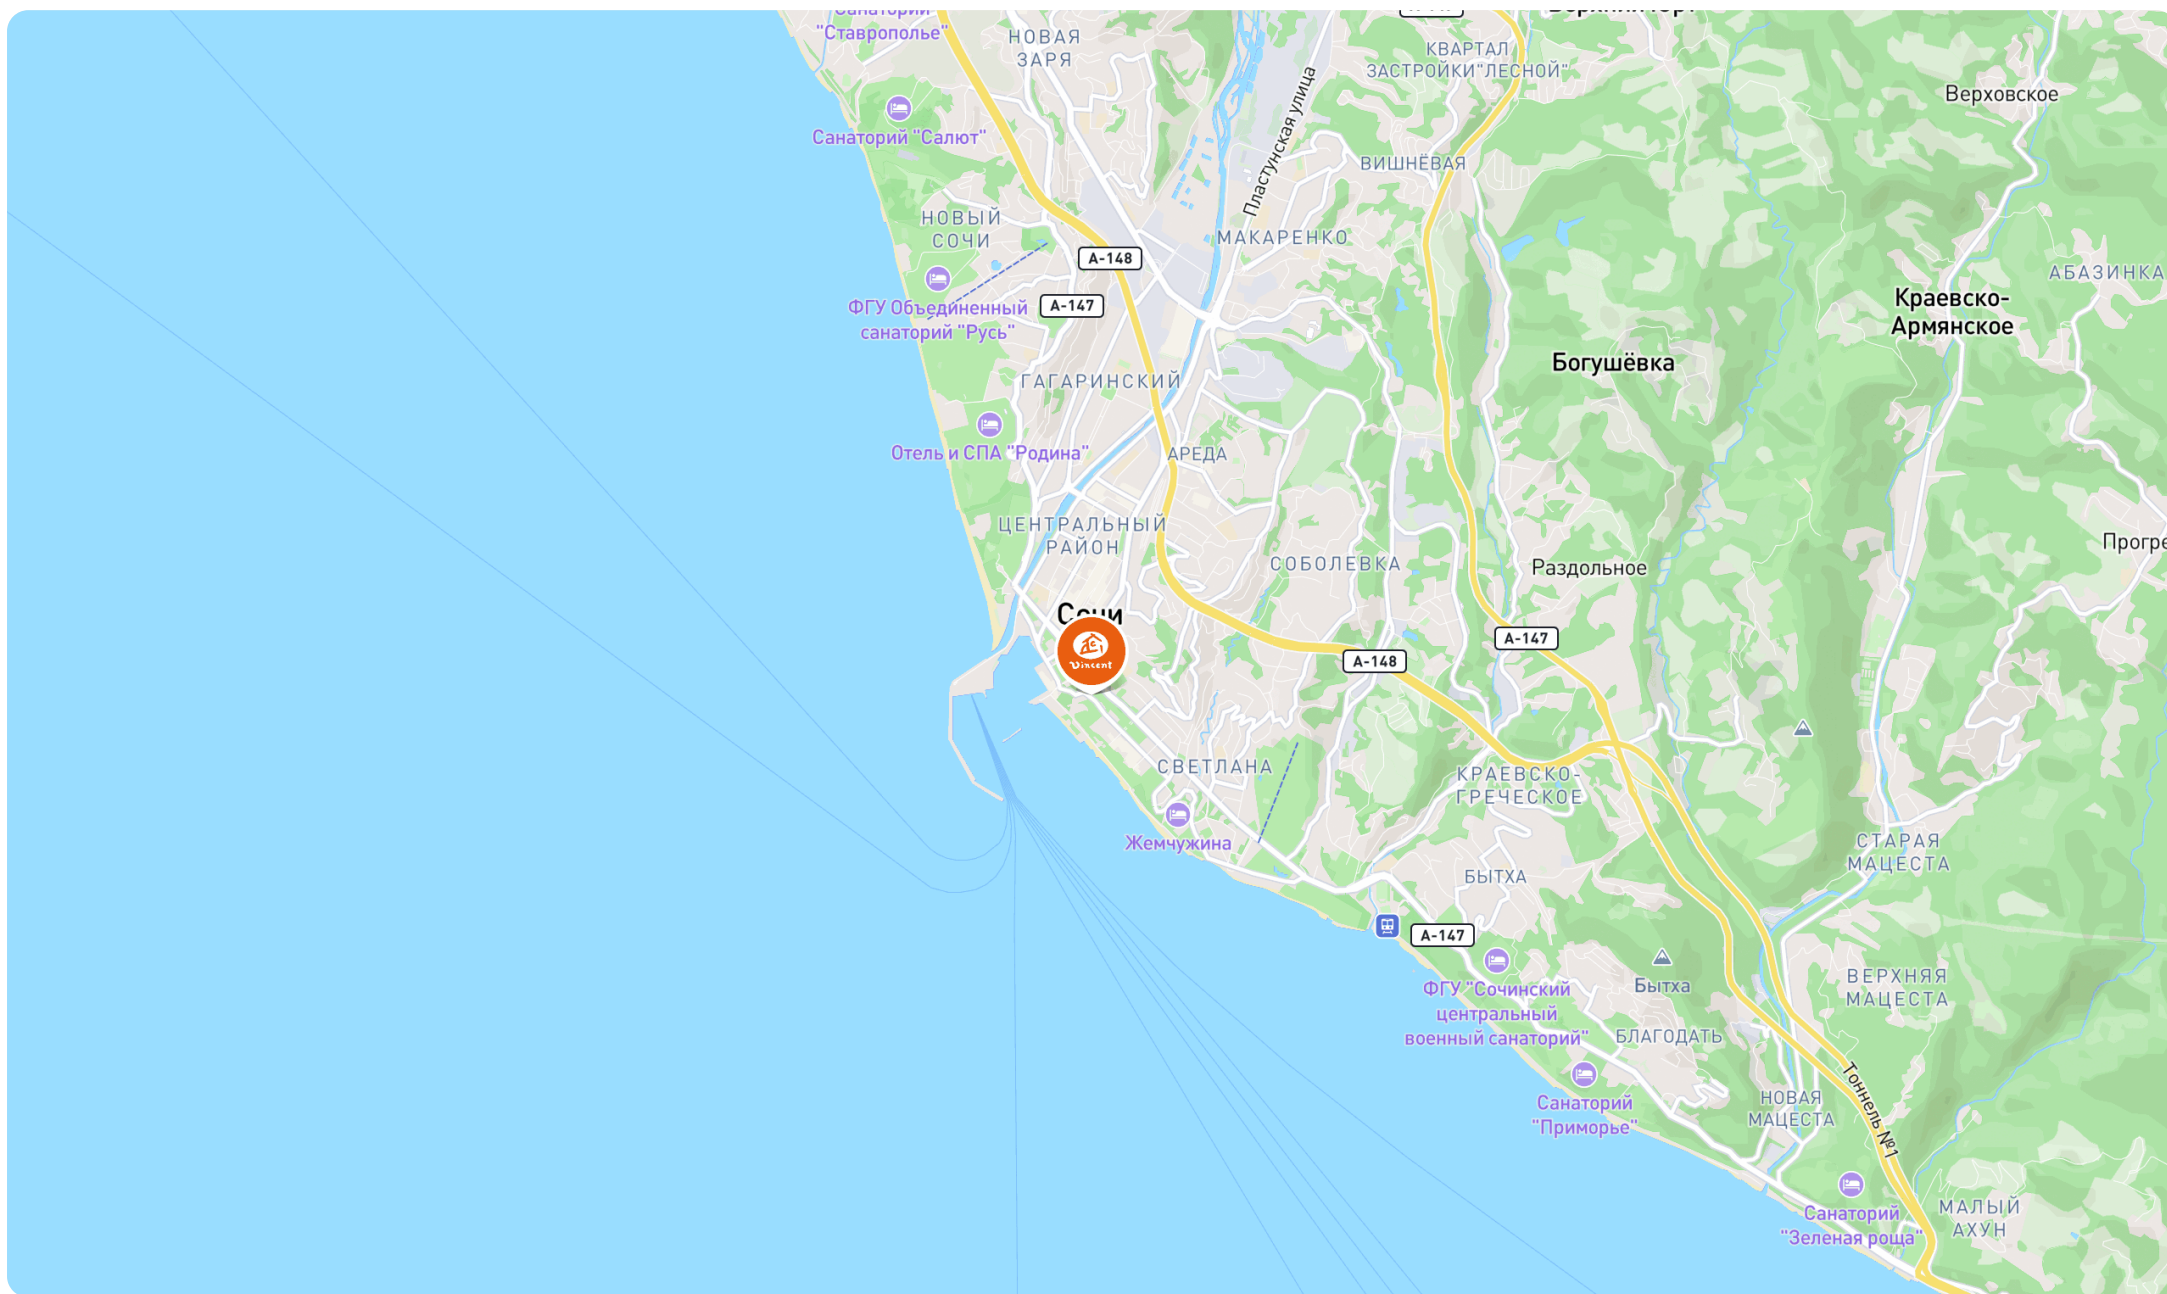 Санаторий
"Ставрополье"
НОВАЯ
ЗАРЯ
КВАРТАЛ
ЗАСТРОЙКИ"ЛЕСНОЙ"
Верховское
Санаторий "Салют"
Пластунская улица
ВИШНЁВАЯ
НОВЫЙ
СОЧИ
МАКАРЕНКО
А-148
АБАЗИНКА
ФГУ Объединенный
санаторий "Русь"
А-147
Краевско-
Армянское
Богушёвка
ГАГАРИНСКИЙ
Отель и СПА "Родина"
АРЕДА
ЦЕНТРАЛЬНЫЙ
РАЙОН
СОБОЛЕВКА
Раздольное
Прогре
Сочи
Vincent
А-147
А-148
СВЕТЛАНА
КРАЕВСКО-
ГРЕЧЕСКОЕ
Жемчужина
СТАРАЯ
МАЦЕСТА
БЫТХА
А-147
ФГУ "Сочинский
центральный
военный санаторий"
Бытха
ВЕРХНЯЯ
МАЦЕСТА
БЛАГОДАТЬ
Санаторий
"Приморье"
НОВАЯ
МАЦЕСТА
Тоннель №1
Санаторий
"Зеленая роща"
МАЛЫЙ
АХУН